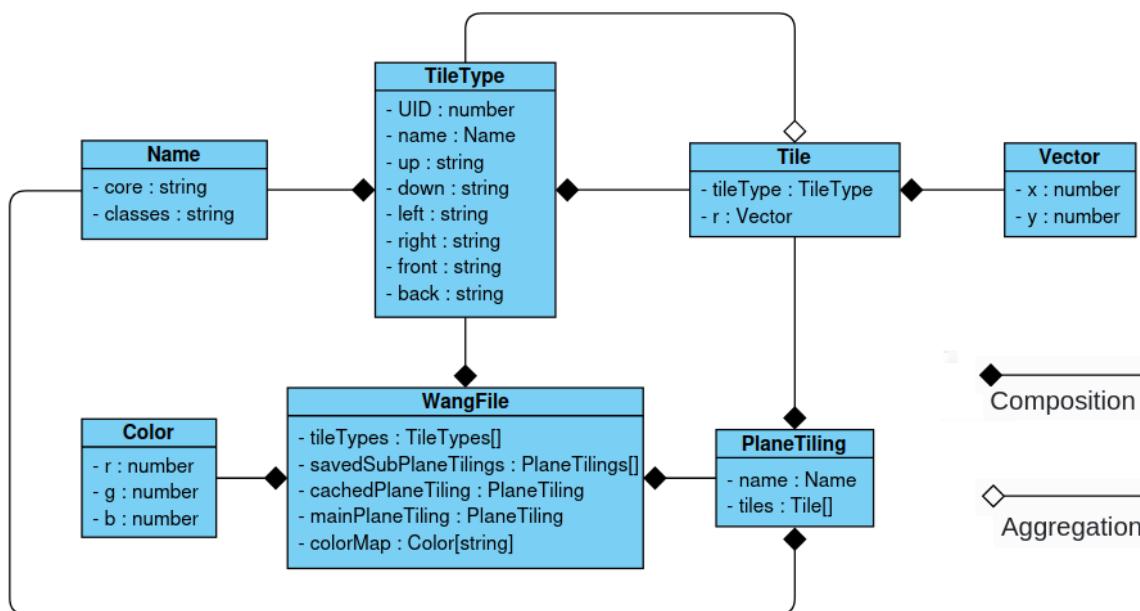 TileType
- UID : number
- name : Name
- up : string
- down : string
- left : string
- right : string
- front : string
- back : string
Name
- core : string
- classes : string
Tile
- tileType : TileType
- r : Vector
Vector
- x : number
- y : number
Color
- r : number
- g : number
- b : number
WangFile
- tileTypes : TileTypes[]
- savedSubPlaneTilings : PlaneTilings[]
- cachedPlaneTiling : PlaneTiling
- mainPlaneTiling : PlaneTiling
- colorMap : Color[string]
PlaneTiling
- name : Name
- tiles : Tile[]
Composition
Aggregation